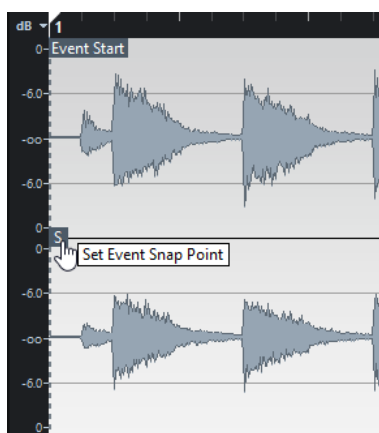 dB 1
0- Event Start
-6.0-
-oo-
-6.0-
0-
S
0-
Set Event Snap Point
-6.0-
-oo-
-6.0-
0-